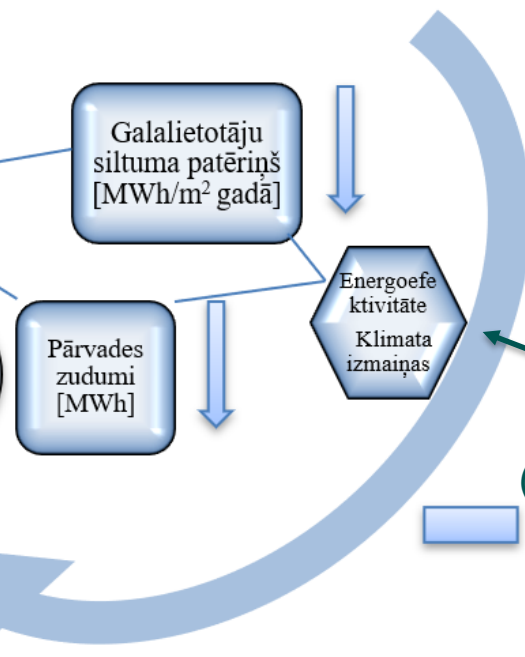 Galalietotāju
siltuma patēriņš
[MWh/m² gadā]
Energoefe
ktivitāte
Klimata
izmaiņas
Pārvades
zudumi
[MWh]